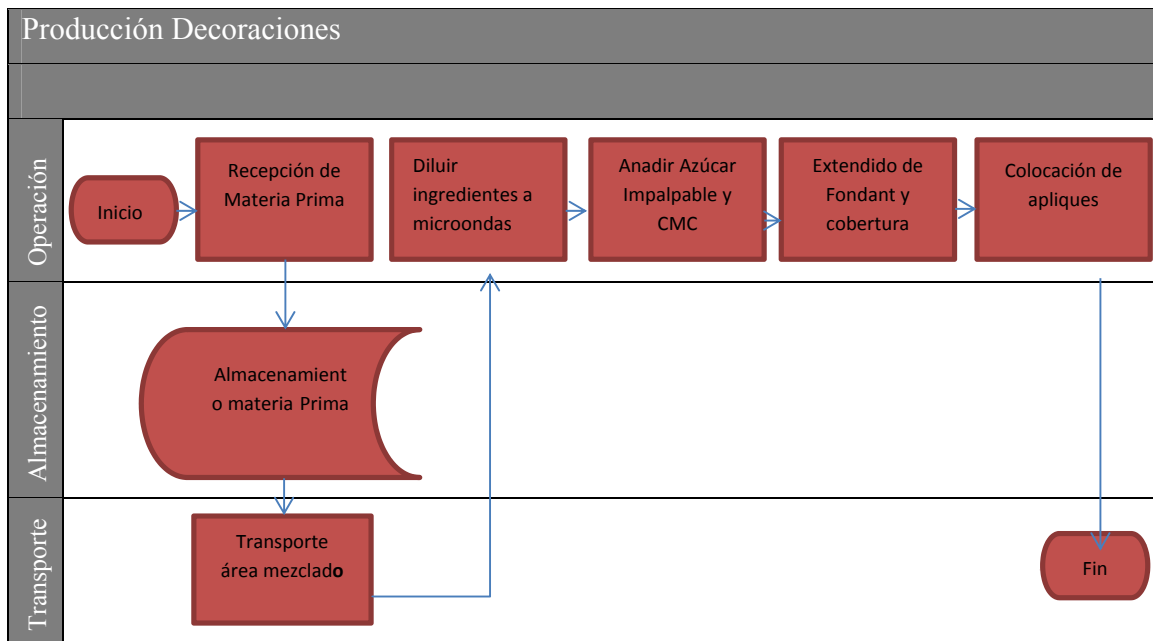 Producción Decoraciones
Operación
Inicio
Recepción de
Materia Prima
Diluir
ingredientes a
microondas
Anadir Azúcar
Impalpable y
CMC
Extendido de
Fondant y
cobertura
Colocación de
apliques
Almacenamiento
Almacenamient
o materia Prima
Transporte
Transporte
área mezclado
Fin